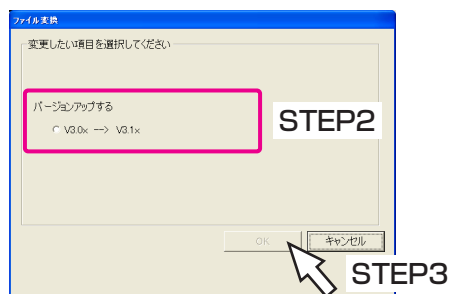 ファイル変換
変更したい項目を選択してください
バージョンアップする
V3.0x --> V3.1x
STEP2
OK
キャンセル
STEP3